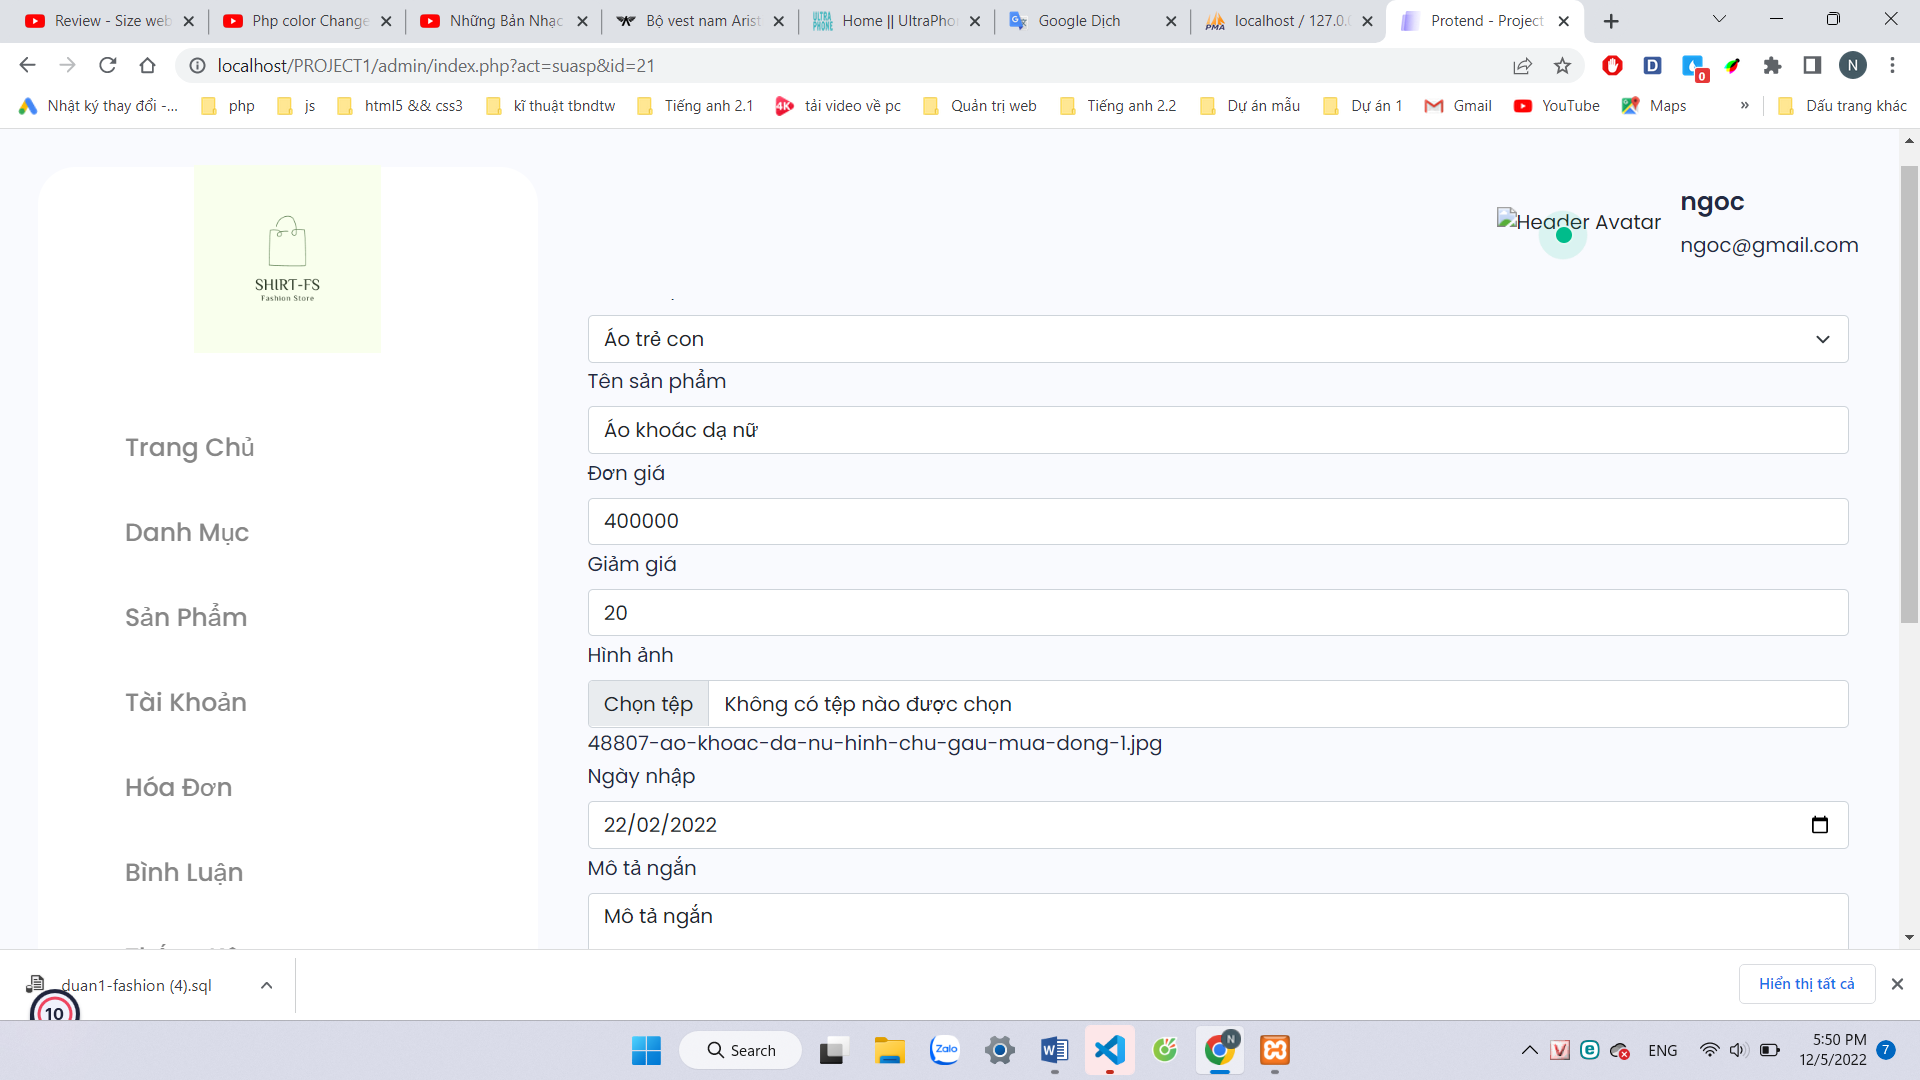 Review - Size web
Php color Change
Những Bản Nhạc
Bộ vest nam Arist
Home || UltraPho
Google Dịch
localhost / 127.0.0
Protend - Project
localhost/PROJECT1/admin/index.php?act=suasp&id=21
0
N
Nhật ký thay đổi -...
php
js
html5 && css3
kĩ thuật tbndtw
Tiếng anh 2.1
tải video về pc
Quản trị web
Tiếng anh 2.2
Dự án mẫu
Dự án 1
Gmail
YouTube
Maps
»
Dấu trang khác
SHIRT-FS
Fashion Store
Header Avatar
ngoc
ngoc@gmail.com
Trang Chủ
Danh Mục
Sản Phẩm
Tài Khoản
Hóa Đơn
Bình Luận
Áo trẻ con
Tên sản phẩm
Áo khoác dạ nữ
Đơn giá
400000
Giảm giá
20
Hình ảnh
Chọn tệp Không có tệp nào được chọn
48807-ao-khoac-da-nu-hinh-chu-gau-mua-dong-1.jpg
Ngày nhập
22/02/2022
Mô tả ngắn
Mô tả ngắn
duan1-fashion (4).sql
10
Hiển thị tất cả
Search
Zalo
N
ENG
5:50 PM
12/5/2022
7